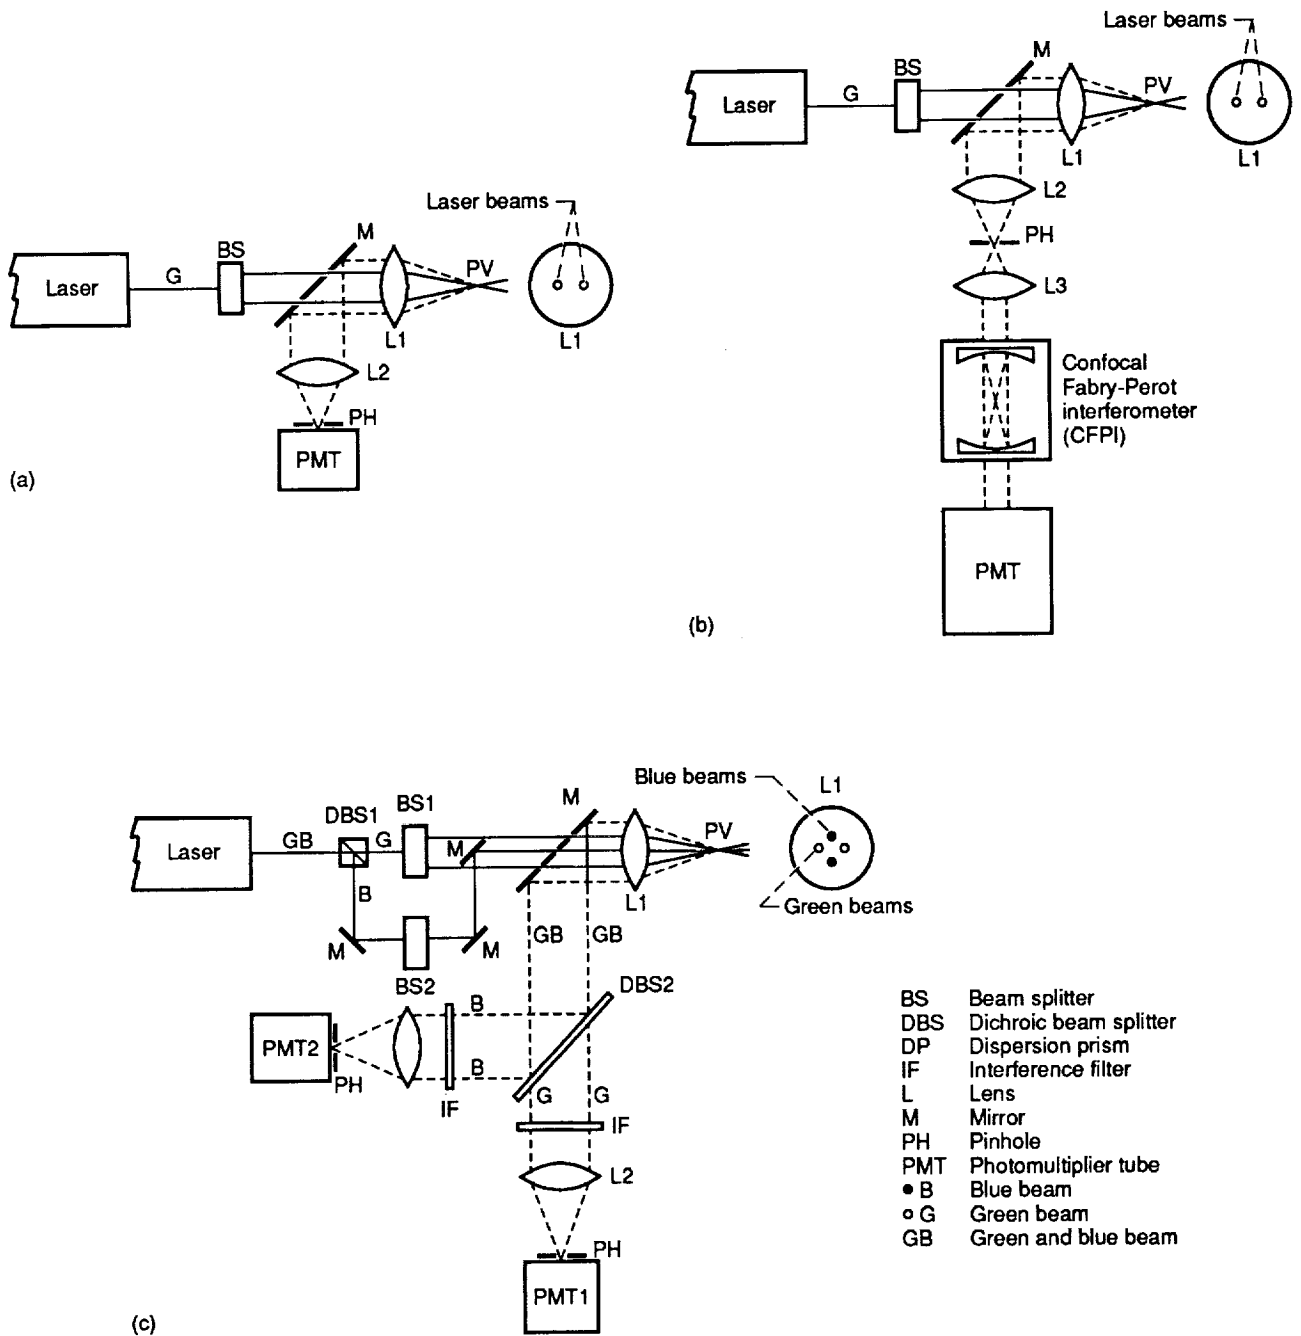 Laser beams
M
BS
G
Laser
PV
L1
L1
L2
PH
PMT
(a)
Laser beams
M
BS
G
Laser
PV
L1
L1
L2
PH
L3
Confocal
Fabry-Perot
interferometer
(CFPI)
PMT
(b)
Blue beams
L1
M
BS1
DBS1
GB
G
Laser
M
PV
B
L1
Green beams
M
M
GB
GB
BS2
DBS2
B
PMT2
PH
B
IF
G
G
IF
L2
PH
PMT1
(c)
BS Beam splitter
DBS Dichroic beam splitter
DP Dispersion prism
IF Interference filter
L Lens
M Mirror
PH Pinhole
PMT Photomultiplier tube
● B Blue beam
○ G Green beam
GB Green and blue beam